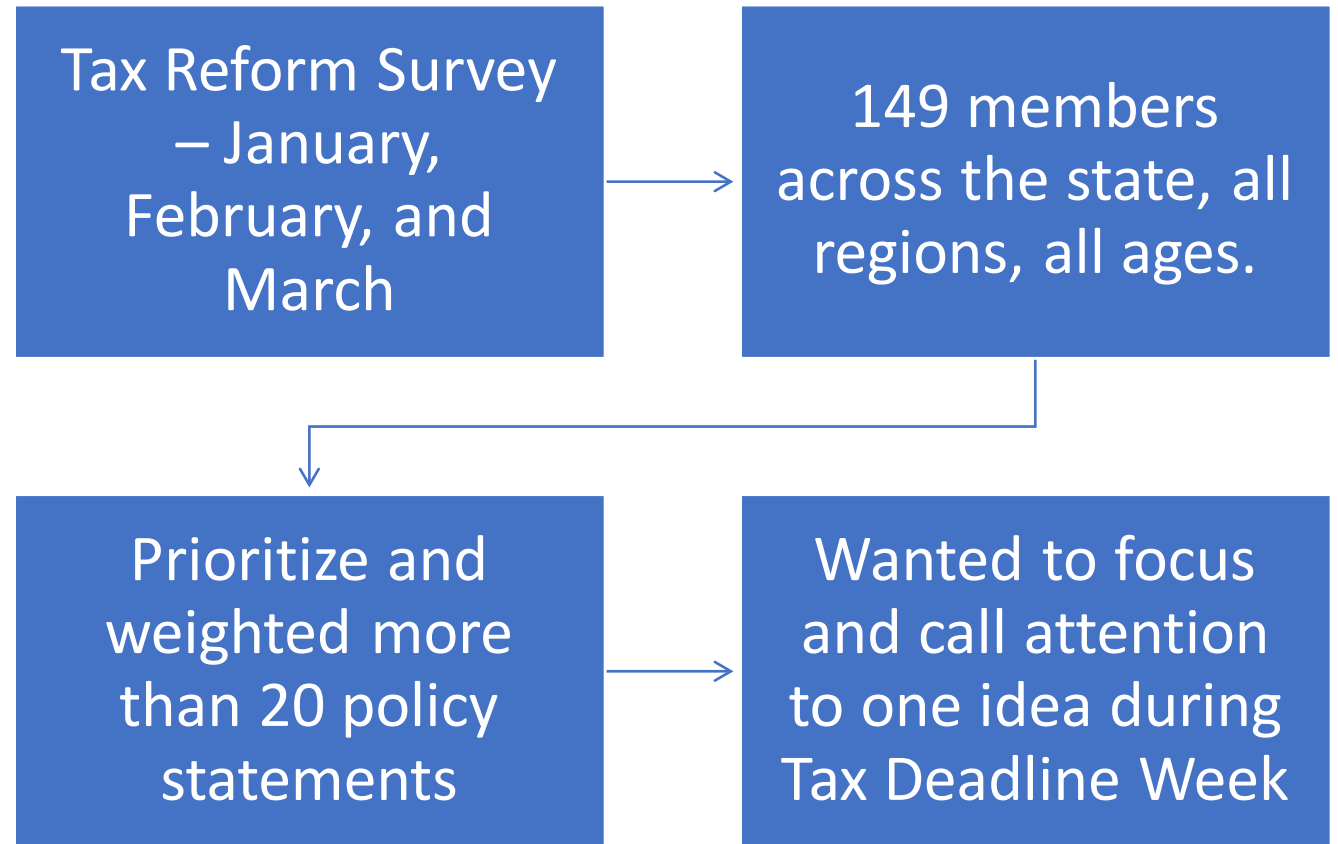 Tax Reform Survey
– January,
February, and
March
149 members
across the state, all
regions, all ages.
Prioritize and
weighted more
than 20 policy
statements
Wanted to focus
and call attention
to one idea during
Tax Deadline Week